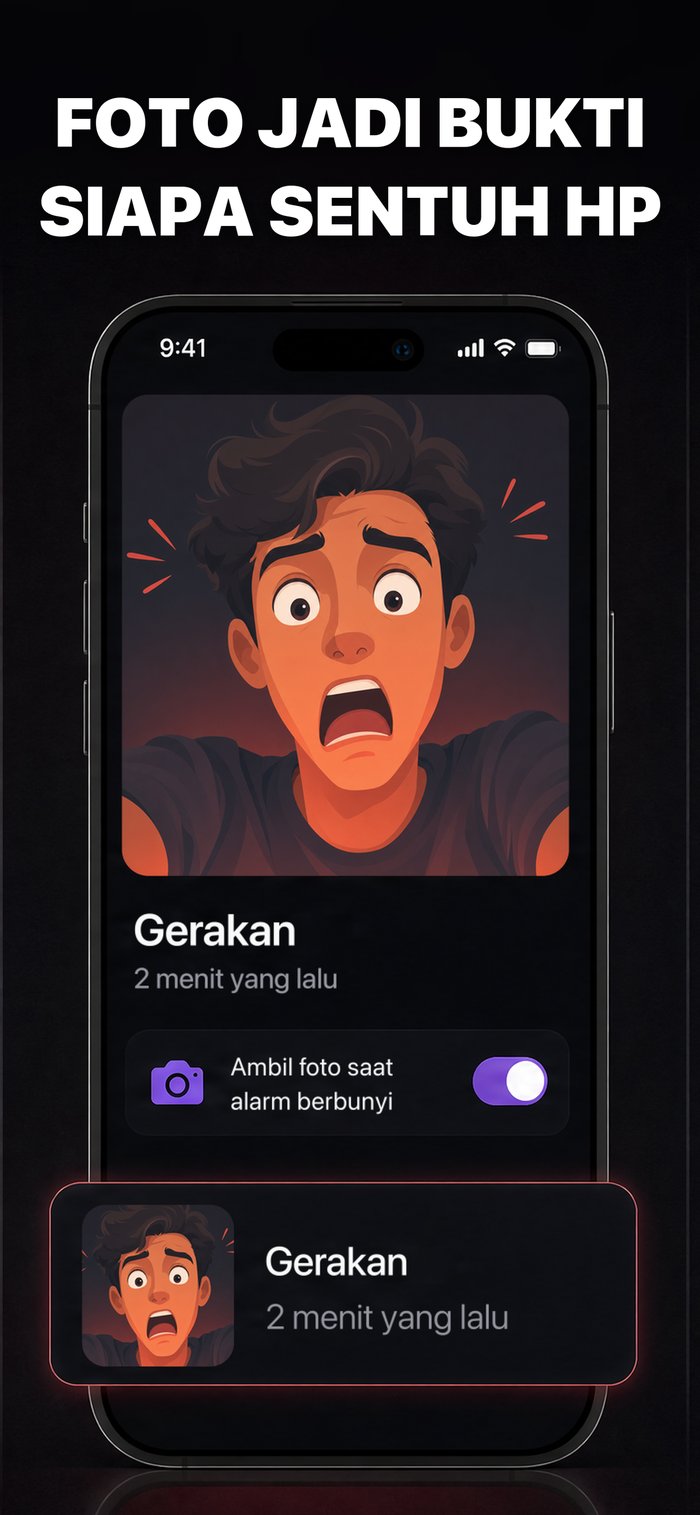 FOTO JADI BUKTI
SIAPA SENTUH HP
9:41
Gerakan
2 menit yang lalu
Ambil foto saat
alarm berbunyi
Gerakan
2 menit yang lalu